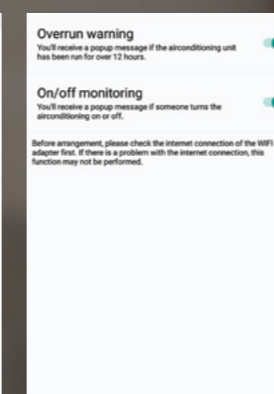 Overrun warning
You'll receive a popup message if the airconditioning unit
has been run for over 12 hours.
On/off monitoring
You'll receive a popup message if someone turns the
airconditioning on or off.
Before arrangement, please check the internet connection of the WIFI
adapter first. If there is a problem with the internet connection, this
function may not be performed.